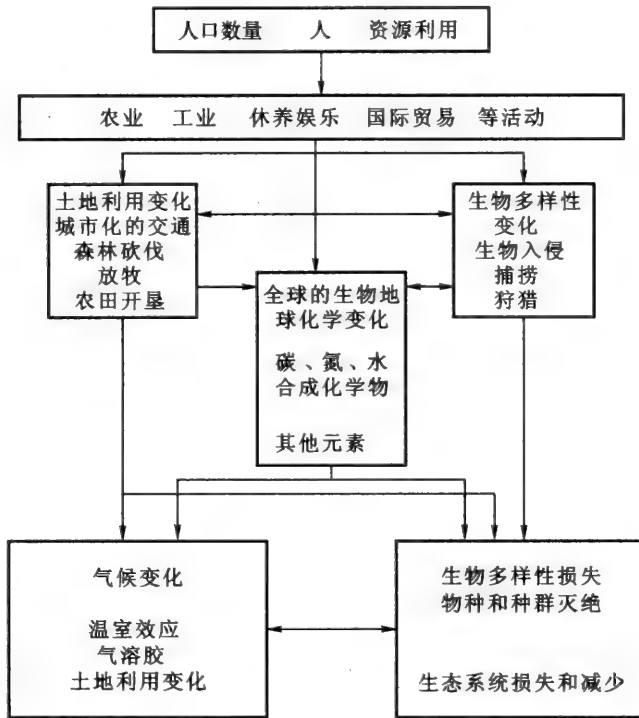 人口数量 人 资源利用
农业 工业 休养娱乐 国际贸易 等活动
土地利用变化
城市化的交通
森林砍伐
放牧
农田开垦
生物多样性
变化
生物入侵
捕捞
狩猎
全球的生物地
球化学变化
碳、氮、水
合成化学物
其他元素
气候变化
温室效应
气溶胶
土地利用变化
生物多样性损失
物种和种群灭绝
生态系统损失和减少